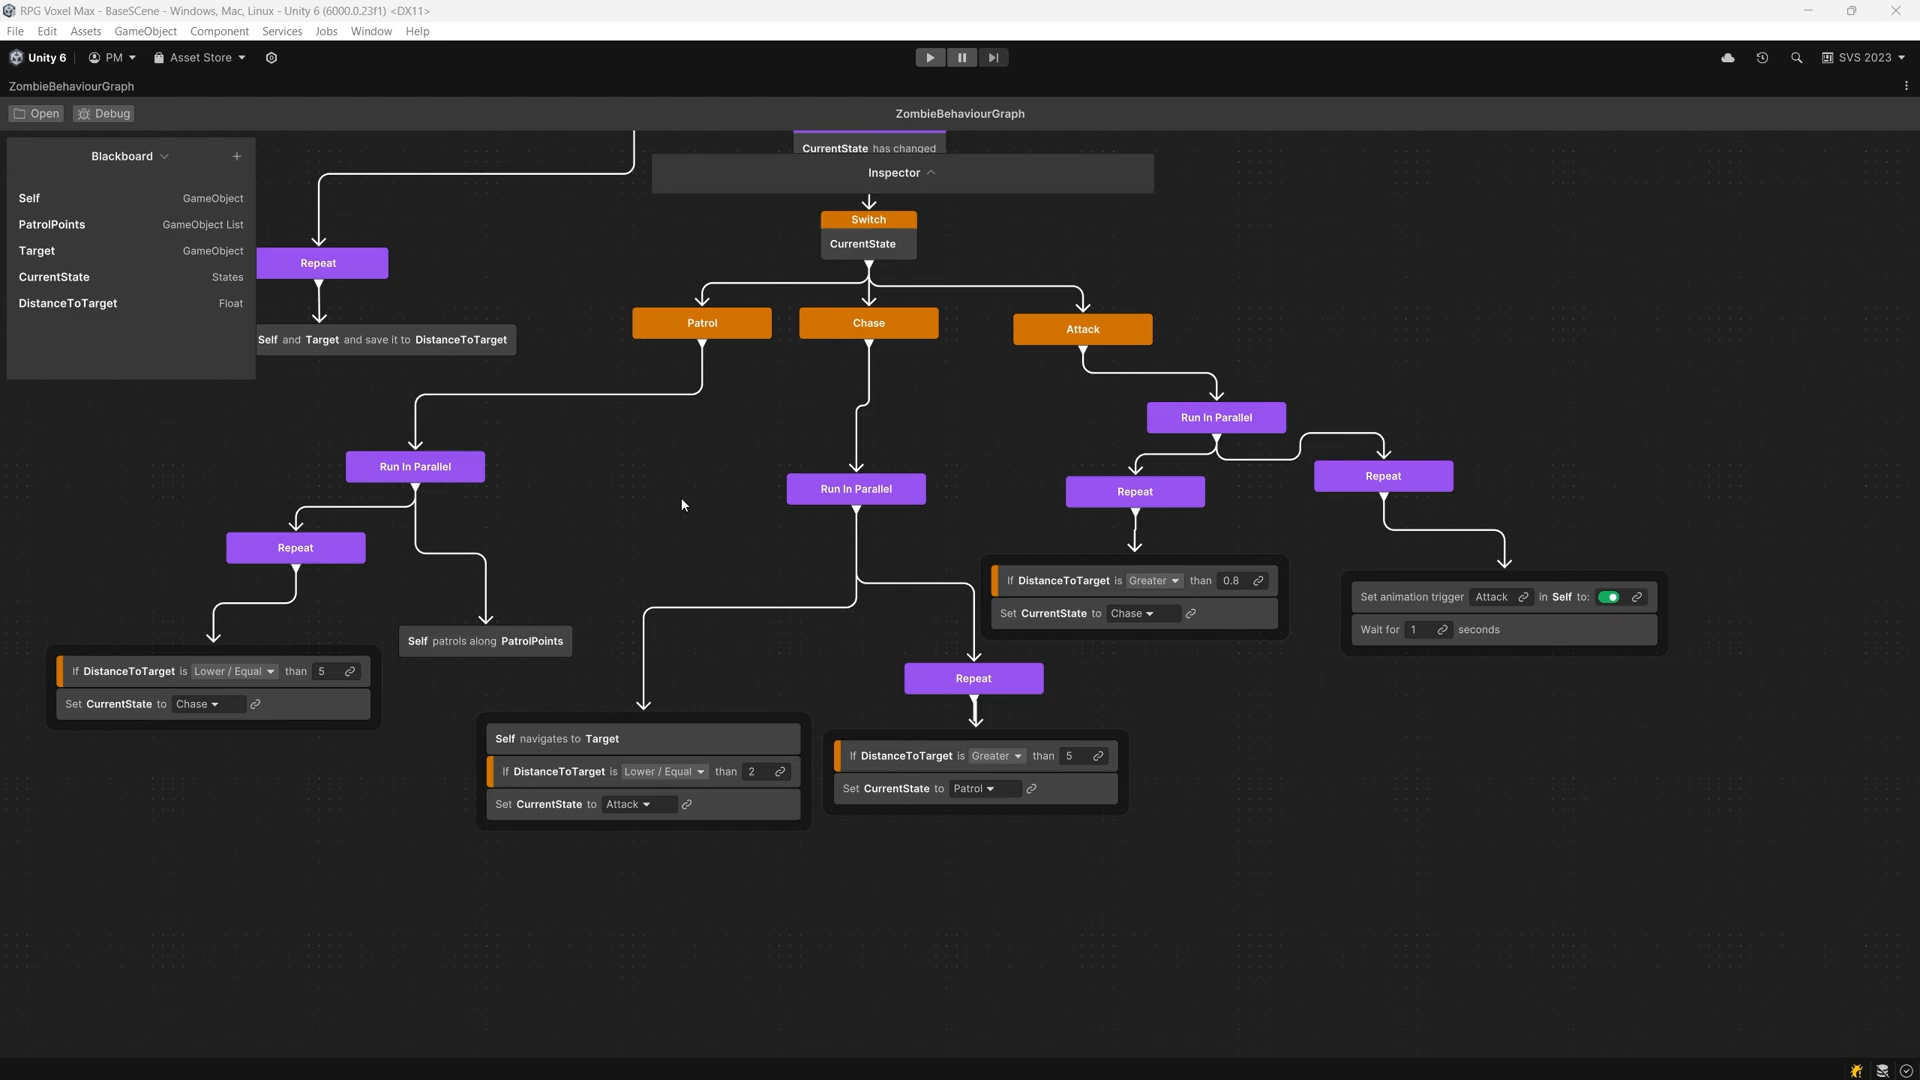 RPG Voxel Max - BaseSCene - Windows, Mac, Linux - Unity 6 (6000.0.23f1) <DX11>
File Edit Assets GameObject Component Services Jobs Window Help
Unity 6 PM Asset Store SVS 2023
ZombieBehaviourGraph
Open Debug ZombieBehaviourGraph
Blackboard
Self GameObject
PatrolPoints GameObject List
Target GameObject
CurrentState States
DistanceToTarget Float
CurrentState has changed
Inspector
Switch
CurrentState
Repeat
Self and Target and save it to DistanceToTarget
Patrol
Chase
Attack
Run In Parallel
Repeat
If DistanceToTarget is Lower / Equal than 5
Set CurrentState to Chase
Self patrols along PatrolPoints
Run In Parallel
Self navigates to Target
If DistanceToTarget is Lower / Equal than 2
Set CurrentState to Attack
Repeat
If DistanceToTarget is Greater than 5
Set CurrentState to Patrol
Run In Parallel
Repeat
If DistanceToTarget is Greater than 0.8
Set CurrentState to Chase
Repeat
Set animation trigger Attack in Self to:
Wait for 1 seconds